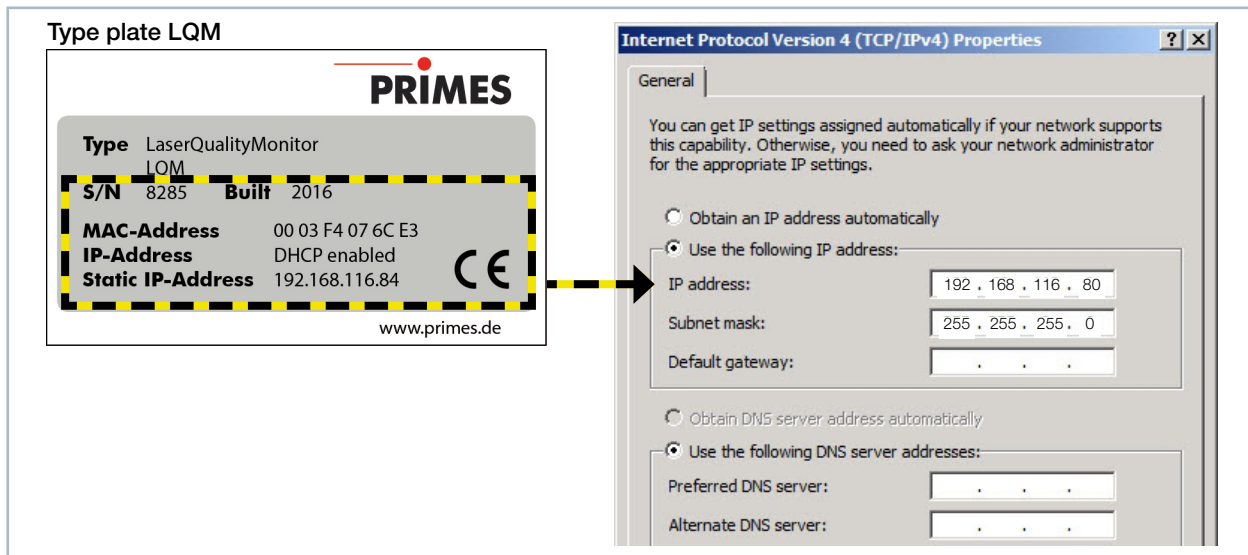 Type plate LQM
PRIMES
Type LaserQualityMonitor
LQM
S/N 8285 Built 2016
MAC-Address 00 03 F4 07 6C E3
IP-Address DHCP enabled
Static IP-Address 192.168.116.84
CE
www.primes.de
Internet Protocol Version 4 (TCP/IPv4) Properties ? X
General
You can get IP settings assigned automatically if your network supports
this capability. Otherwise, you need to ask your network administrator
for the appropriate IP settings.
Obtain an IP address automatically
Use the following IP address:
IP address: 192 . 168 . 116 . 80
Subnet mask: 255 . 255 . 255 . 0
Default gateway: . . .
Obtain DNS server address automatically
Use the following DNS server addresses:
Preferred DNS server: . . .
Alternate DNS server: . . .